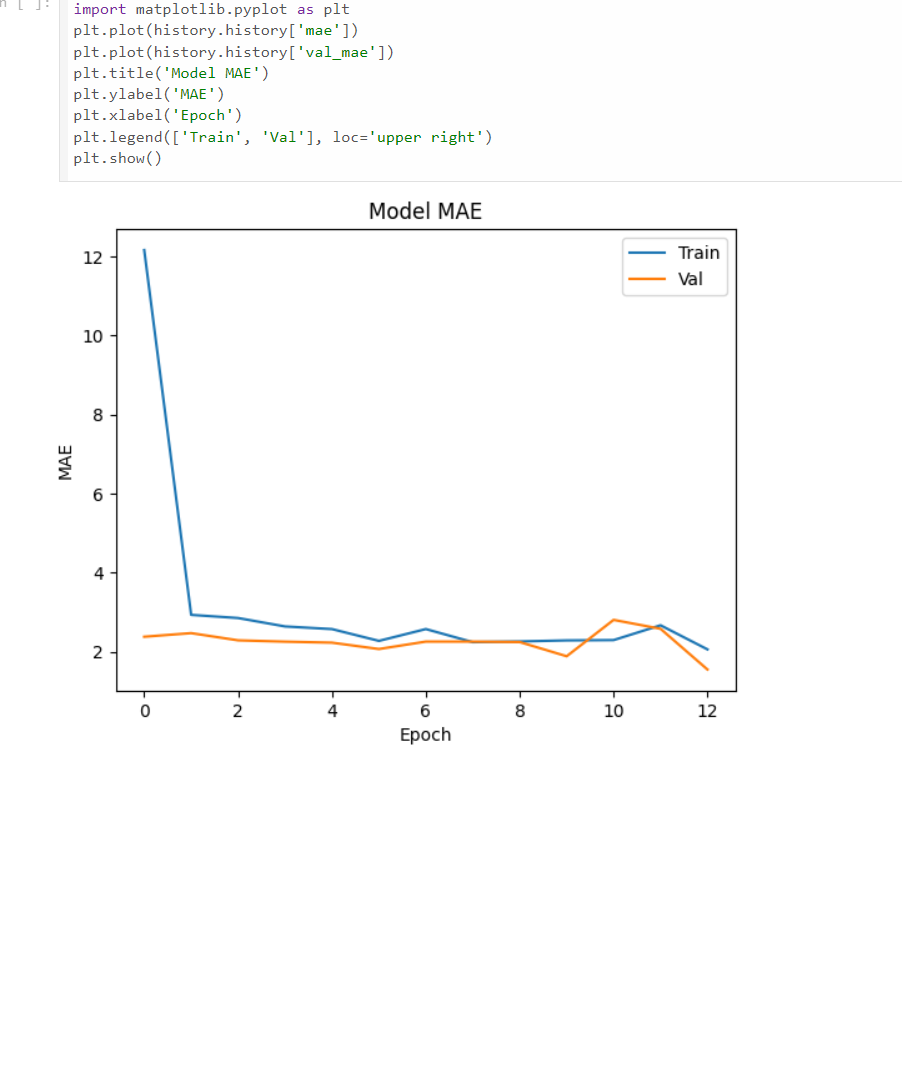 n [ ]:
import matplotlib.pyplot as plt
plt.plot(history.history['mae'])
plt.plot(history.history['val_mae'])
plt.title('Model MAE')
plt.ylabel('MAE')
plt.xlabel('Epoch')
plt.legend(['Train', 'Val'], loc='upper right')
plt.show()
Model MAE
Train
Val
12
10
8
6
4
2
MAE
0 2 4 6 8 10 12
Epoch